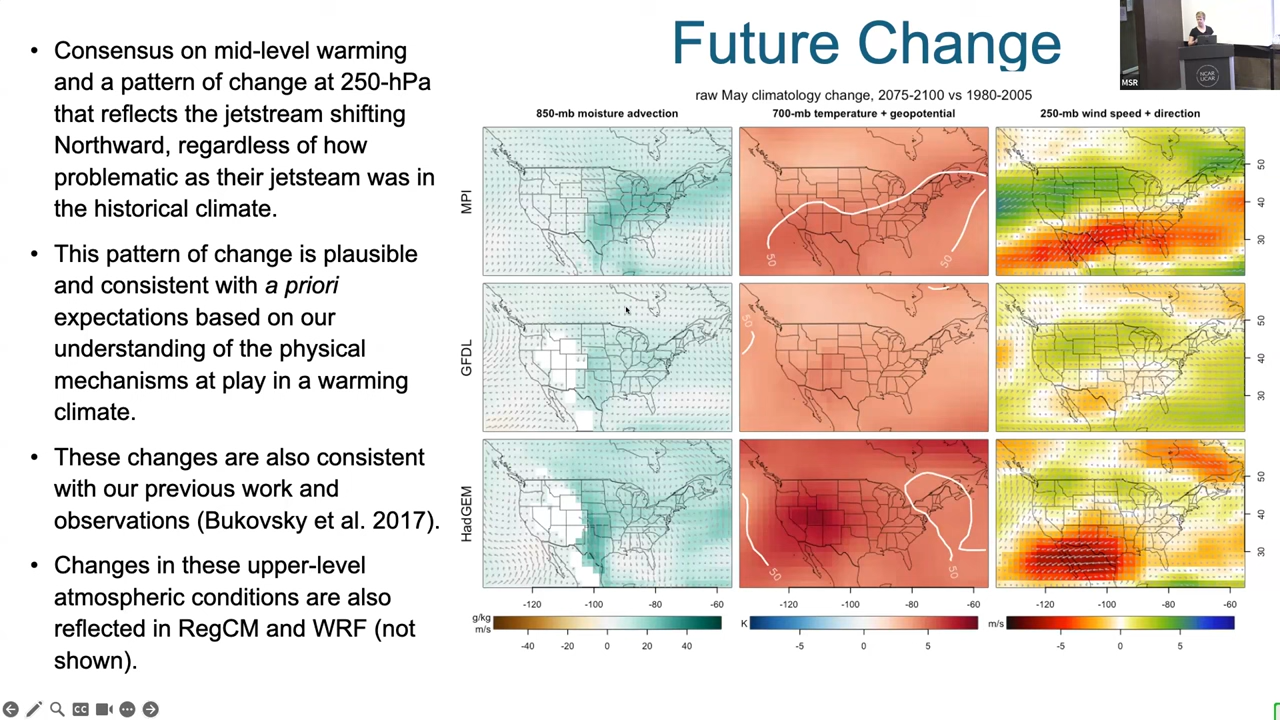 • Consensus on mid-level warming
and a pattern of change at 250-hPa
that reflects the jetstream shifting
Northward, regardless of how
problematic as their jetsteam was in
the historical climate.
• This pattern of change is plausible
and consistent with a priori
expectations based on our
understanding of the physical
mechanisms at play in a warming
climate.
• These changes are also consistent
with our previous work and
observations (Bukovsky et al. 2017).
• Changes in these upper-level
atmospheric conditions are also
reflected in RegCM and WRF (not
shown).
Future Change
raw May climatology change, 2075-2100 vs 1980-2005
850-mb moisture advection 700-mb temperature + geopotential 250-mb wind speed + direction
MPI
50 50
50 40 30
GFDL
50
50 40 30
HadGEM
50 50
50 40 30
-120 -100 -80 -60 -120 -100 -80 -60 -120 -100 -80 -60
g/kg
m/s
-40 -20 0 20 40
K
-5 0 5
m/s
-5 0 5
MSR
NCAR
UCAR
CC